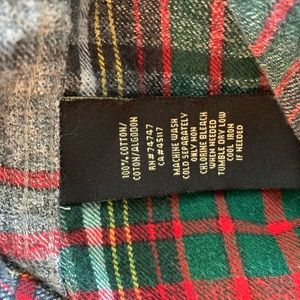 100% COTTON/
COTON/ALGODON
RN#74747
CA#45117
MACHINE WASH
COLD SEPARATELY
ONLY NON
CHLORINE BLEACH
WHEN NEEDED
TUMBLE DRY LOW
COOL IRON
IF NEEDED